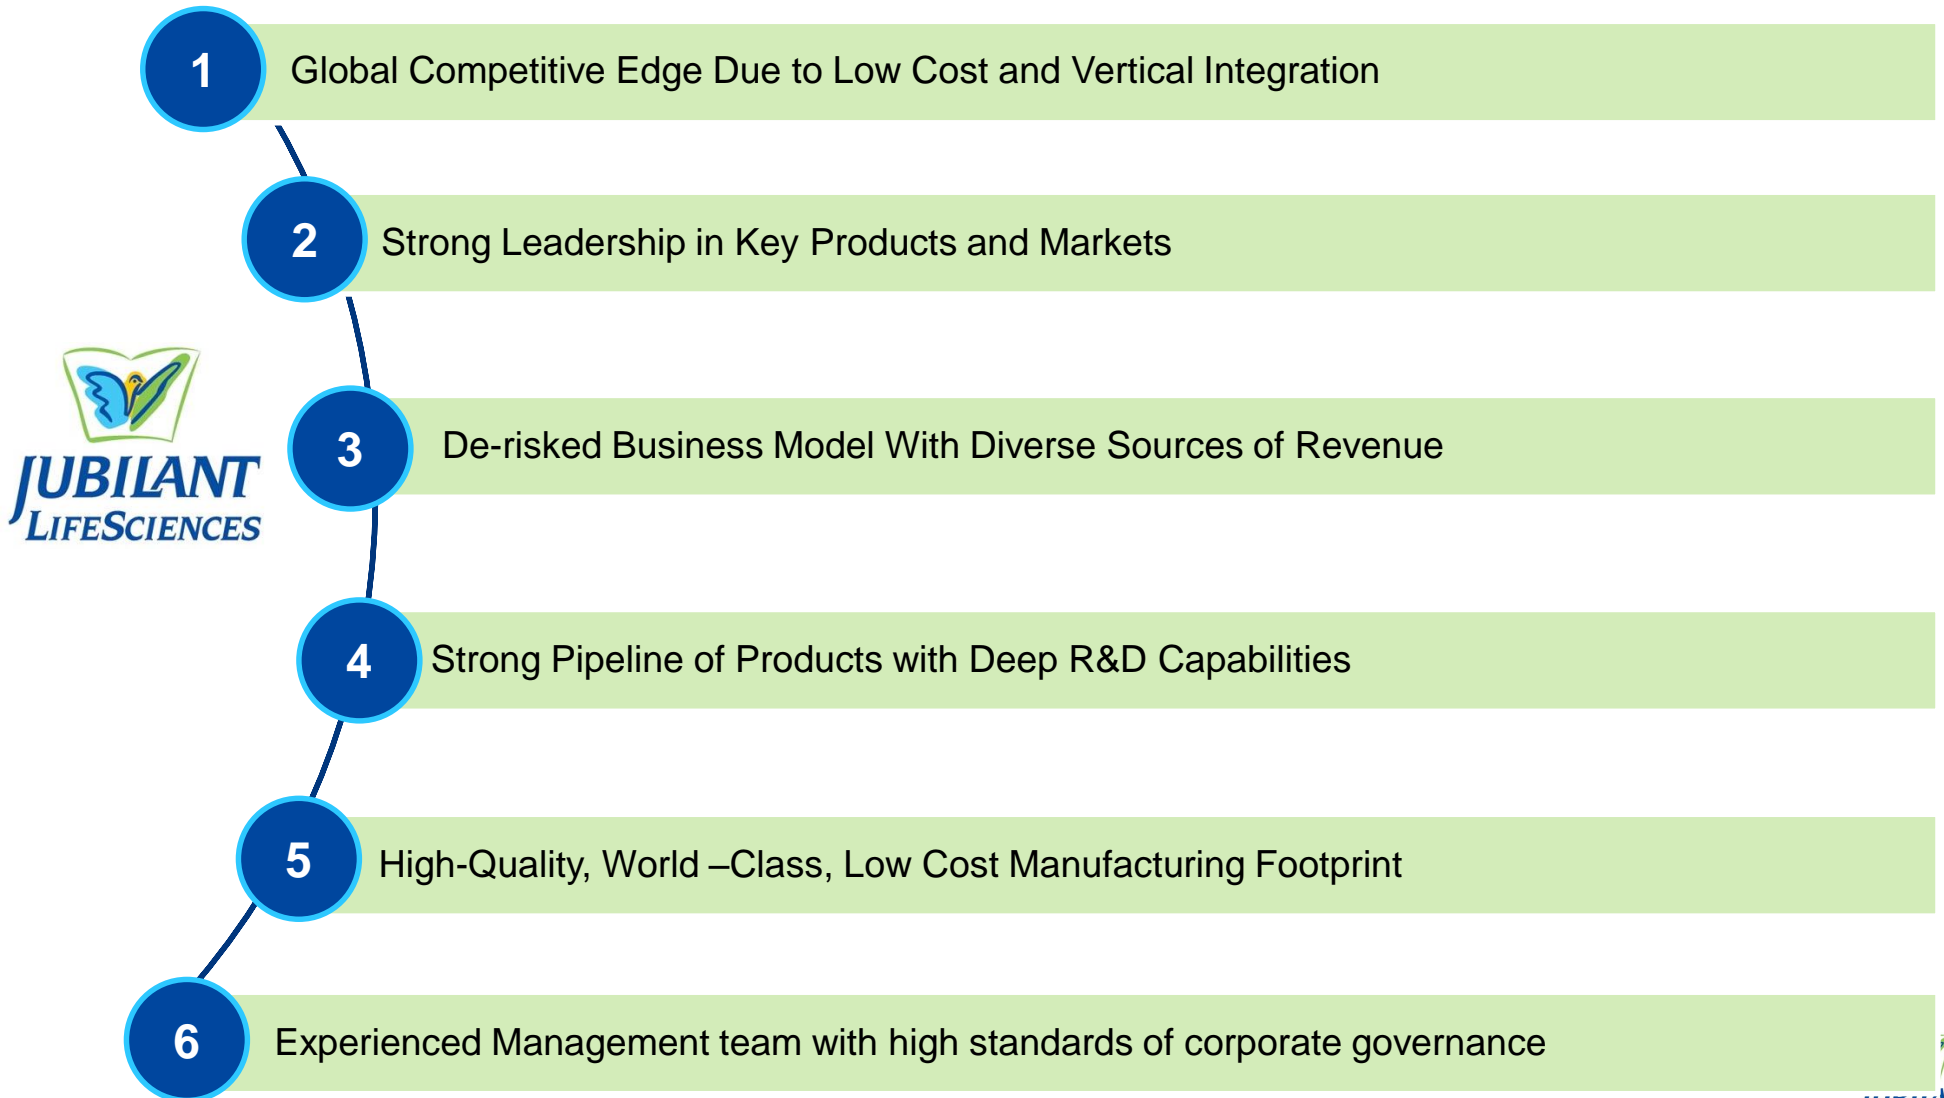 1
Global Competitive Edge Due to Low Cost and Vertical Integration
2
Strong Leadership in Key Products and Markets
JUBILANT
LIFESCIENCES
3
De-risked Business Model With Diverse Sources of Revenue
4
Strong Pipeline of Products with Deep R&D Capabilities
5
High-Quality, World –Class, Low Cost Manufacturing Footprint
6
Experienced Management team with high standards of corporate governance